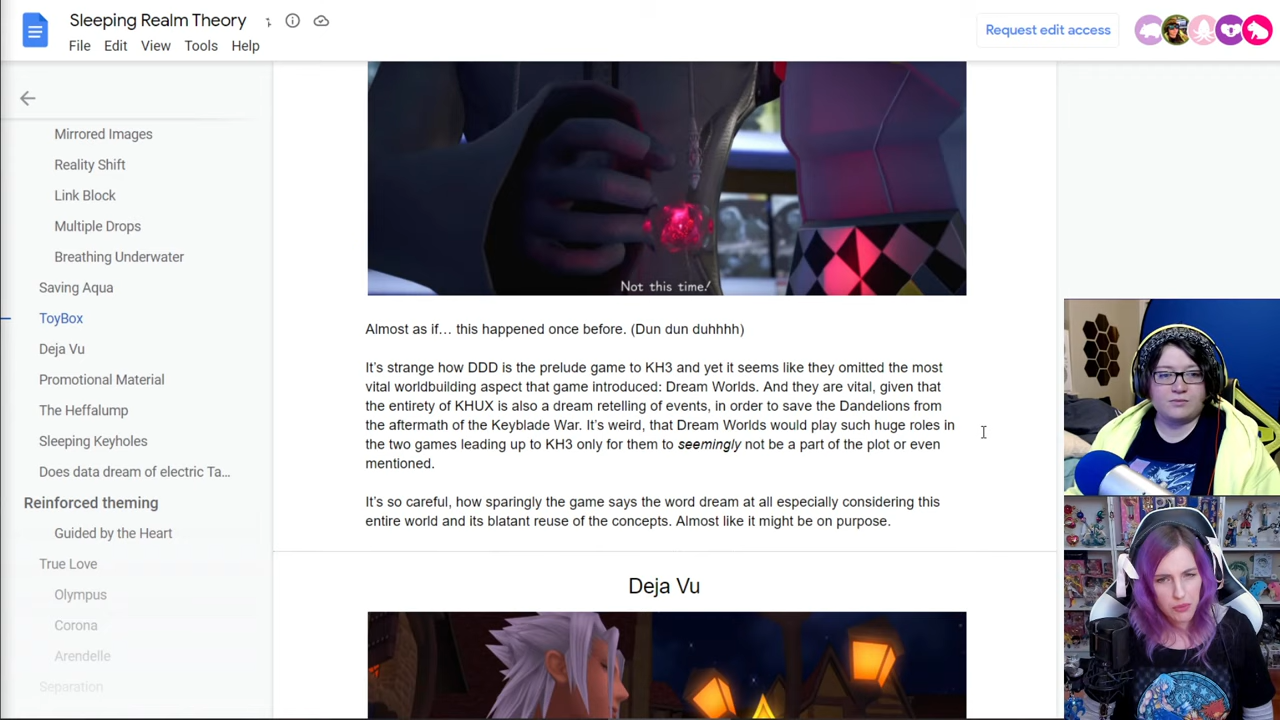 Sleeping Realm Theory
File Edit View Tools Help
Request edit access
Mirrored Images
Reality Shift
Link Block
Multiple Drops
Breathing Underwater
Saving Aqua
ToyBox
Deja Vu
Promotional Material
The Heffalump
Sleeping Keyholes
Does data dream of electric Ta...
Reinforced theming
Guided by the Heart
True Love
Olympus
Corona
Arendelle
Separation
Not this time!
Almost as if… this happened once before. (Dun dun duhhhh)
It's strange how DDD is the prelude game to KH3 and yet it seems like they omitted the most
vital worldbuilding aspect that game introduced: Dream Worlds. And they are vital, given that
the entirety of KHUX is also a dream retelling of events, in order to save the Dandelions from
the aftermath of the Keyblade War. It's weird, that Dream Worlds would play such huge roles in
the two games leading up to KH3 only for them to seemingly not be a part of the plot or even
mentioned.
It's so careful, how sparingly the game says the word dream at all especially considering this
entire world and its blatant reuse of the concepts. Almost like it might be on purpose.
Deja Vu